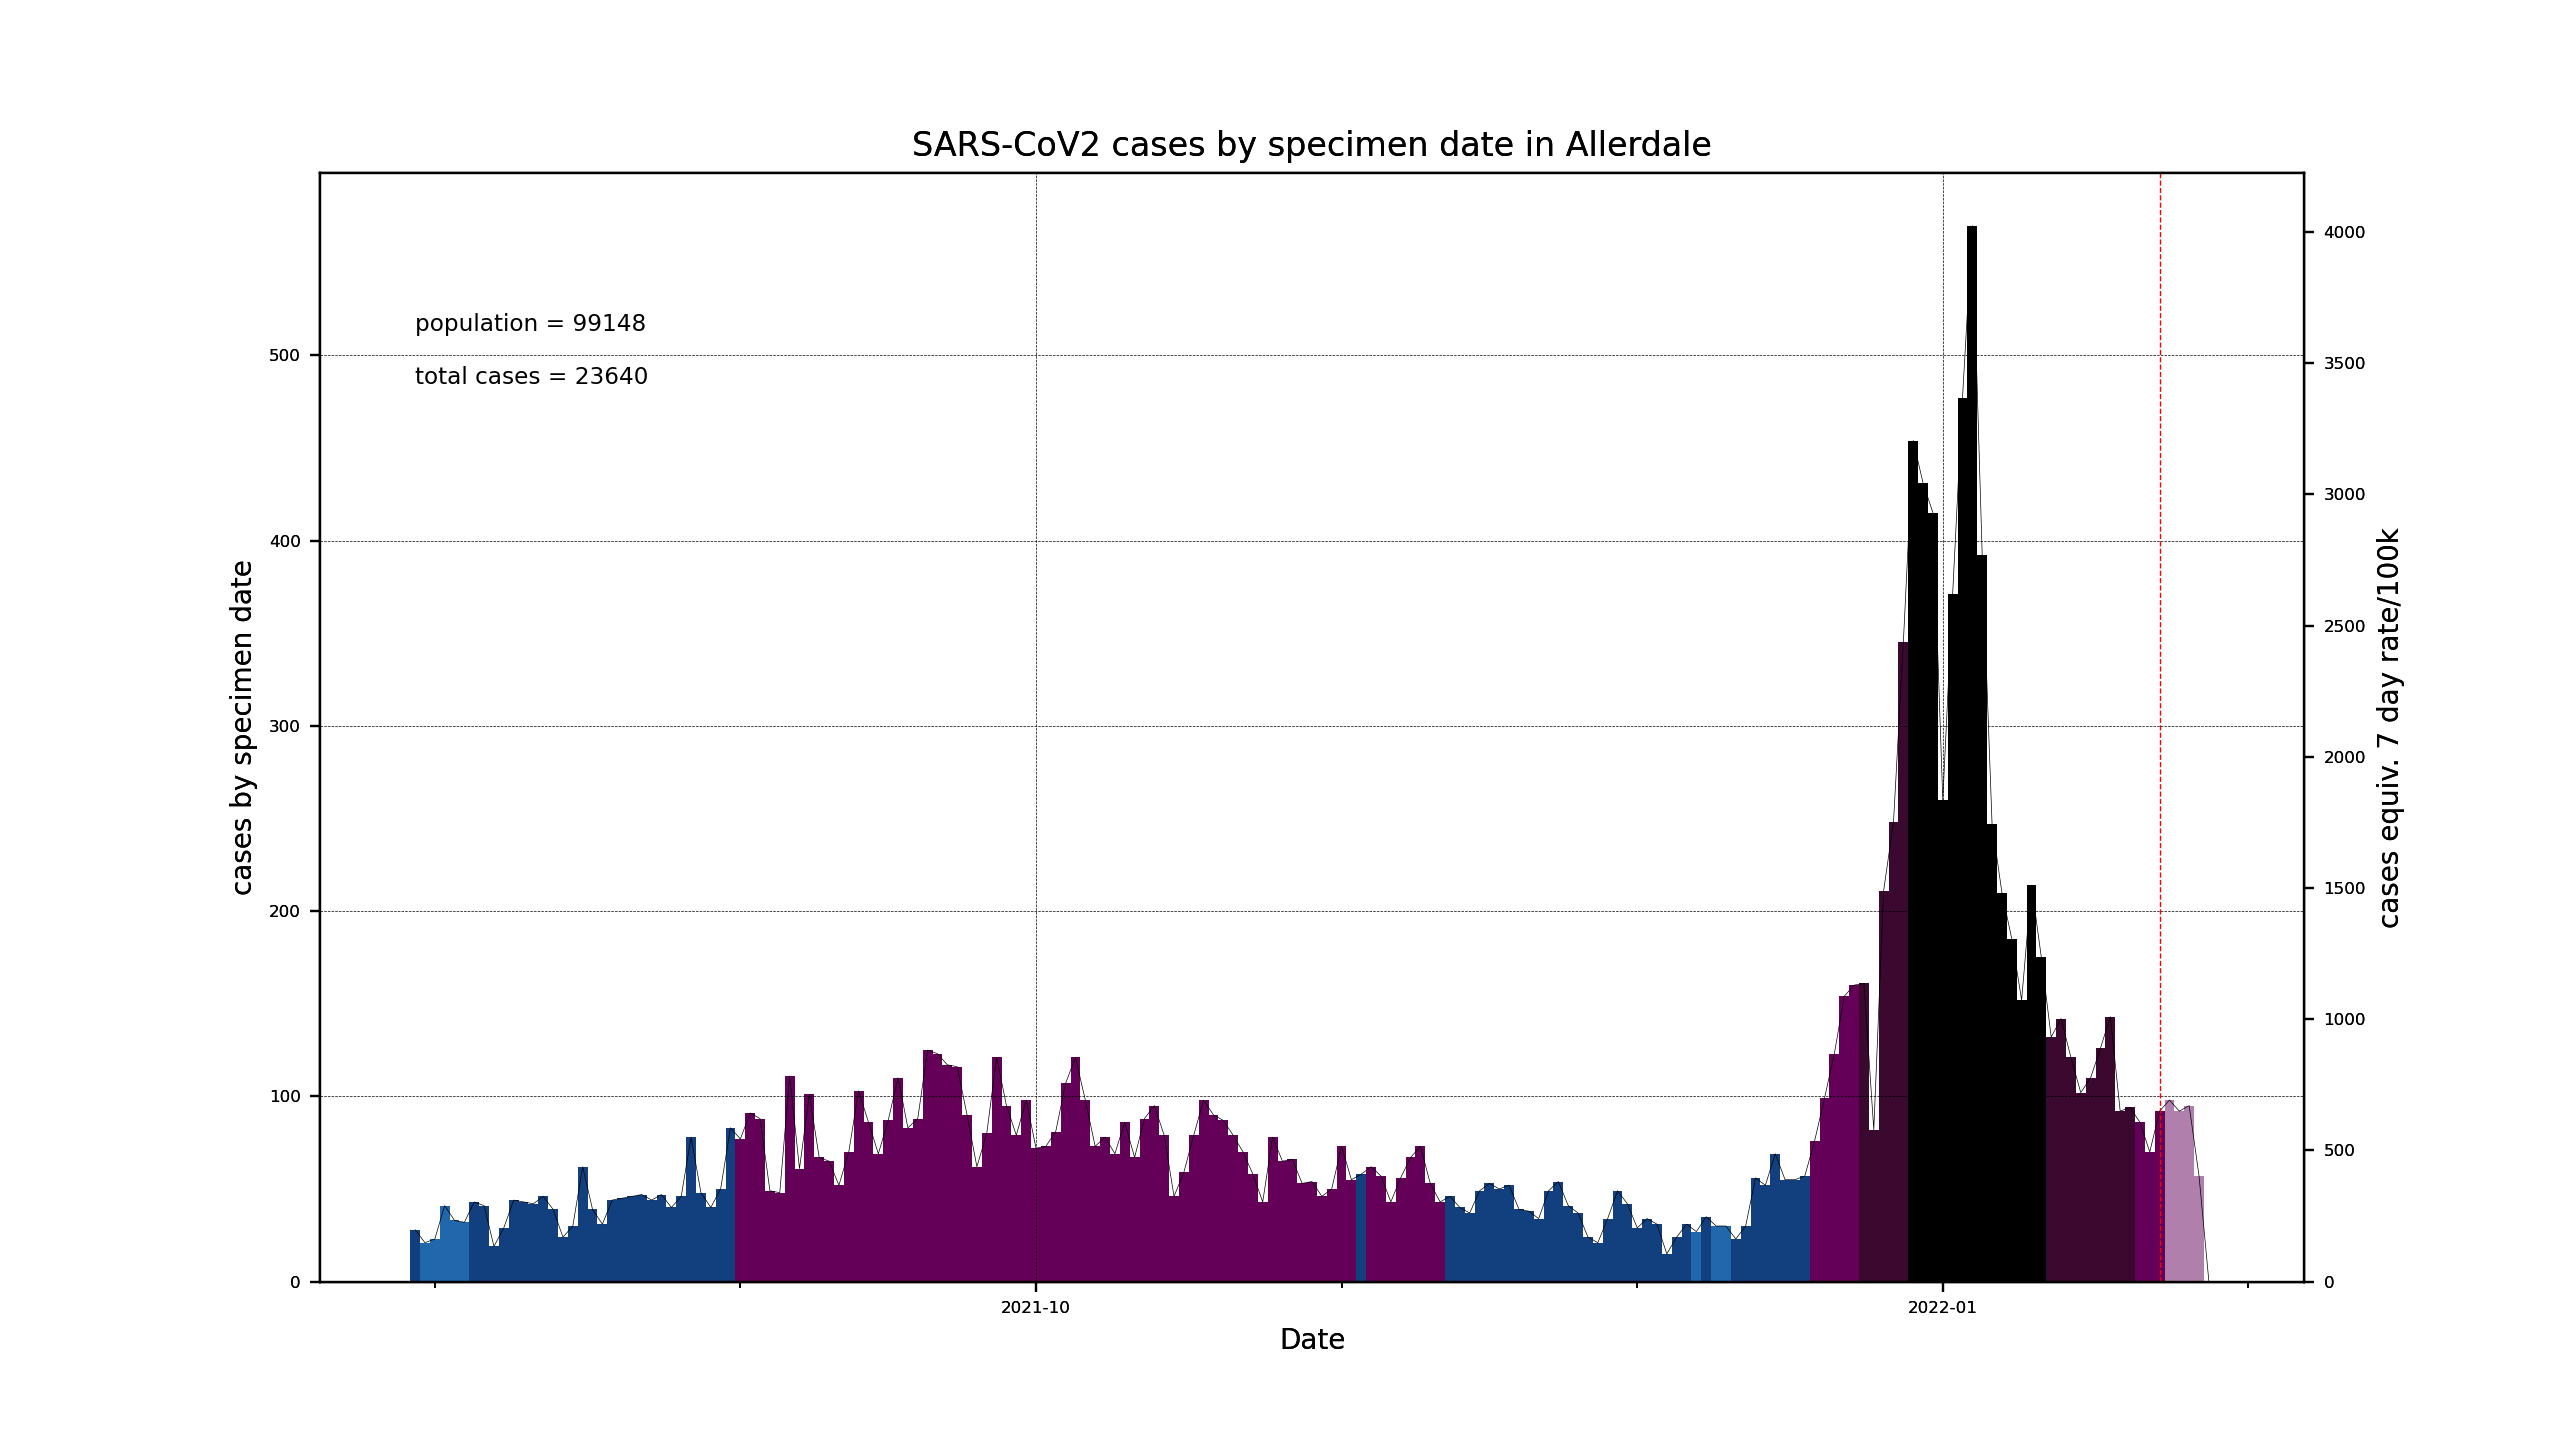 SARS-CoV2 cases by specimen date in Allerdale
population = 99148
total cases = 23640
cases by specimen date
500
400
300
200
100
0
4000
3500
3000
2500
2000
1500
1000
500
0
cases equiv. 7 day rate/100k
2021-10
2022-01
Date